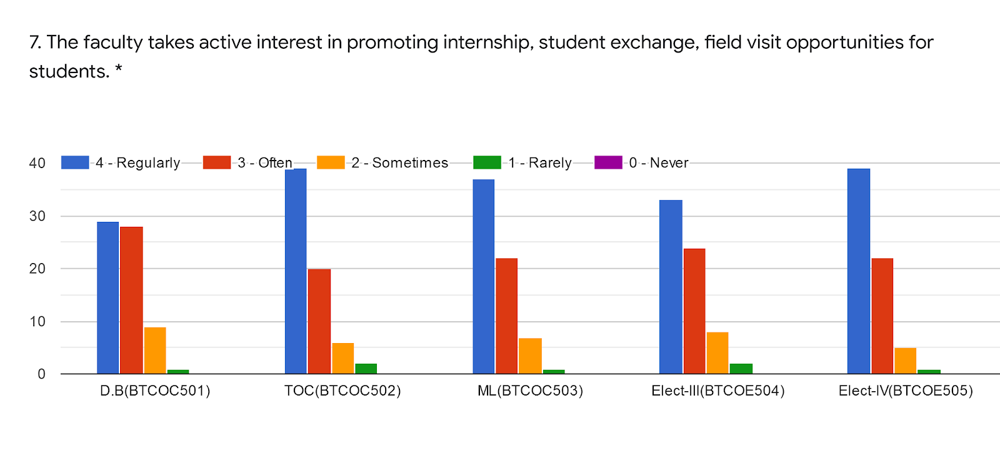 7. The faculty takes active interest in promoting internship, student exchange, field visit opportunities for
students. *
40
4 - Regularly
3 - Often
2 - Sometimes
1 - Rarely
0 - Never
30
20
10
0
D.B(BTCOC501)
TOC(BTCOC502)
ML(BTCOC503)
Elect-III(BTCOE504)
Elect-IV(BTCOE505)